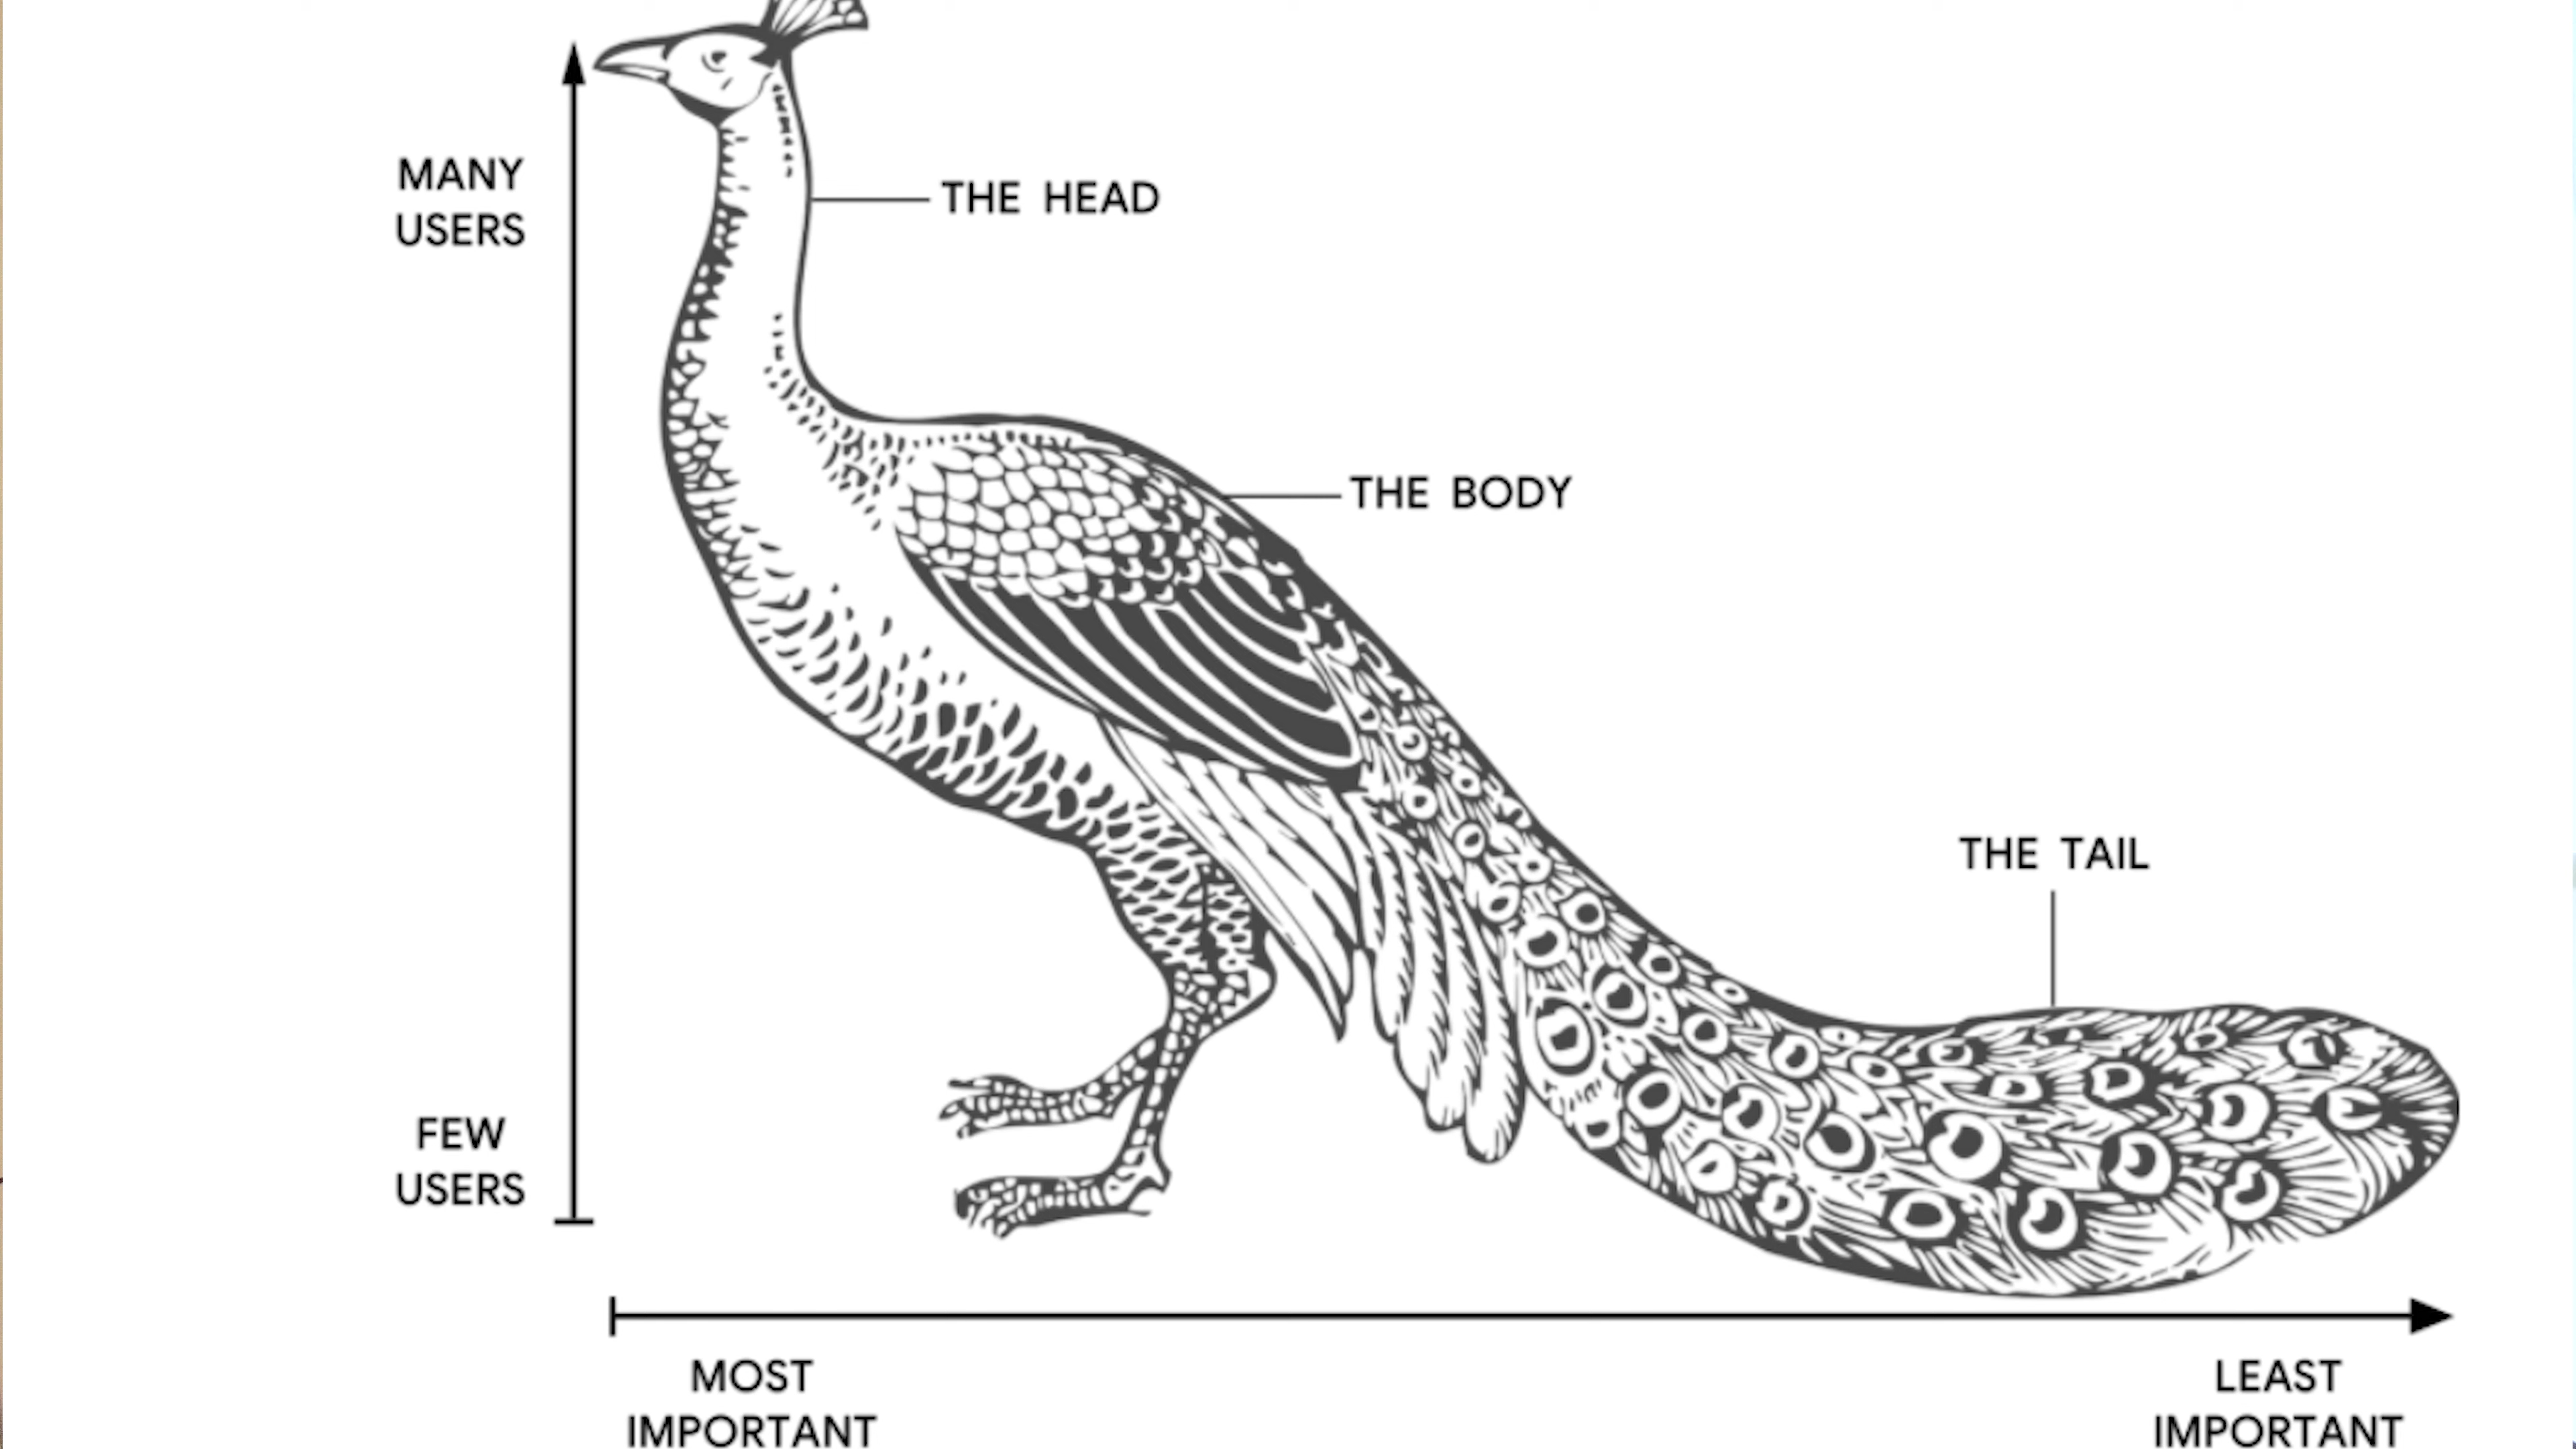 MANY
USERS
THE HEAD
THE BODY
THE TAIL
FEW
USERS
MOST
IMPORTANT
LEAST
IMPORTANT